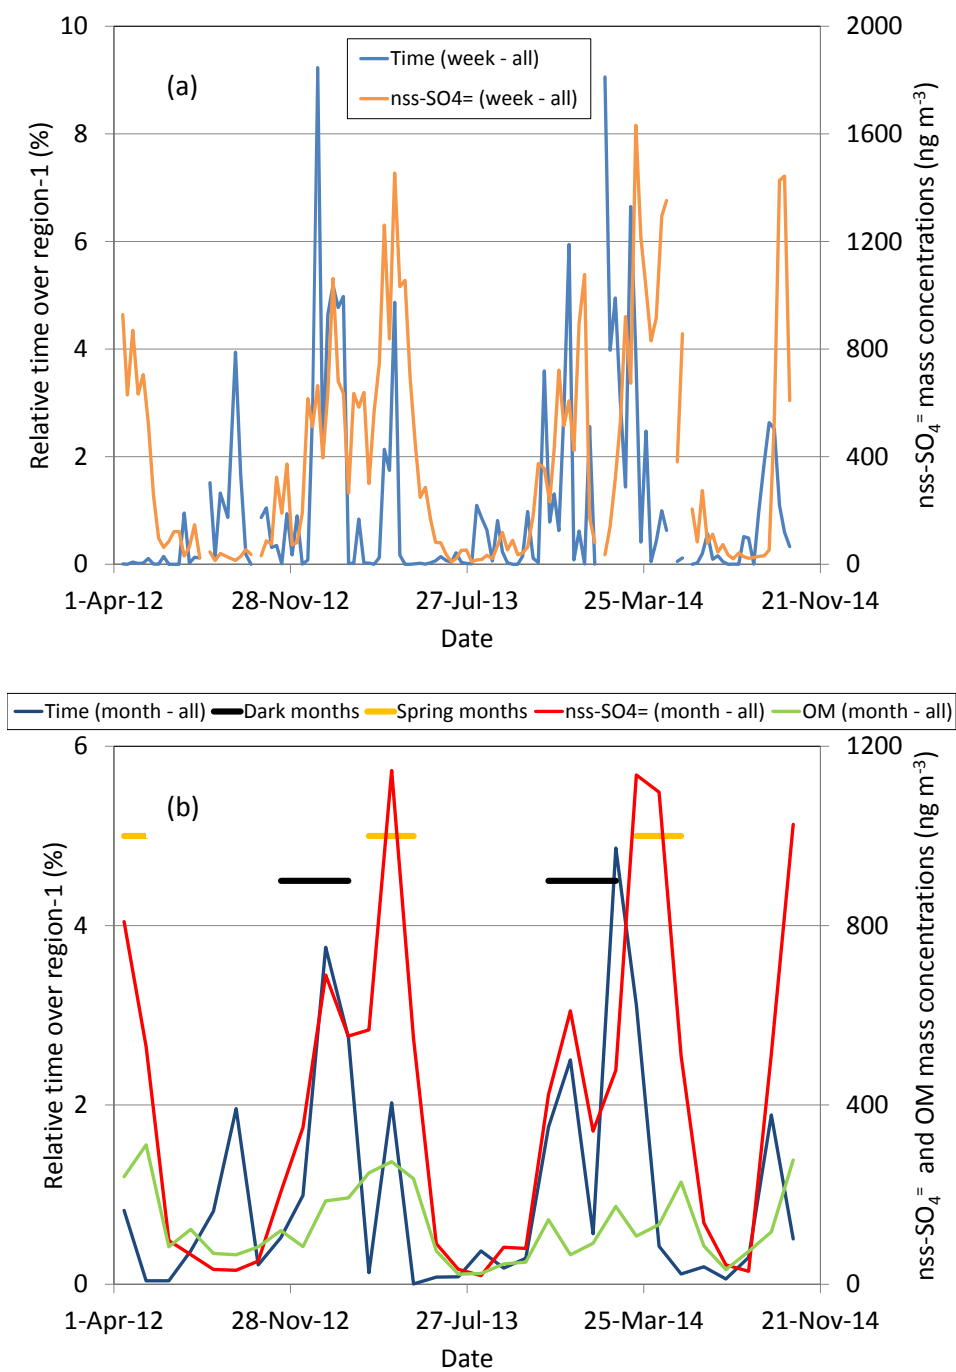 10
2000
Time (week - all)
nss-SO4= (week - all)
(a)
8
1600
6
1200
4
800
2
400
0
0
1-Apr-12
28-Nov-12
27-Jul-13
25-Mar-14
21-Nov-14
Date
Relative time over region-1 (%)
nss-SO₄⁼ mass concentrations (ng m⁻³)
Time (month - all) Dark months Spring months nss-SO4= (month - all) OM (month - all)
6
1200
(b)
4
800
2
400
0
0
1-Apr-12
28-Nov-12
27-Jul-13
25-Mar-14
21-Nov-14
Date
Relative time over region-1 (%)
nss-SO₄⁼ and OM mass concentrations (ng m⁻³)